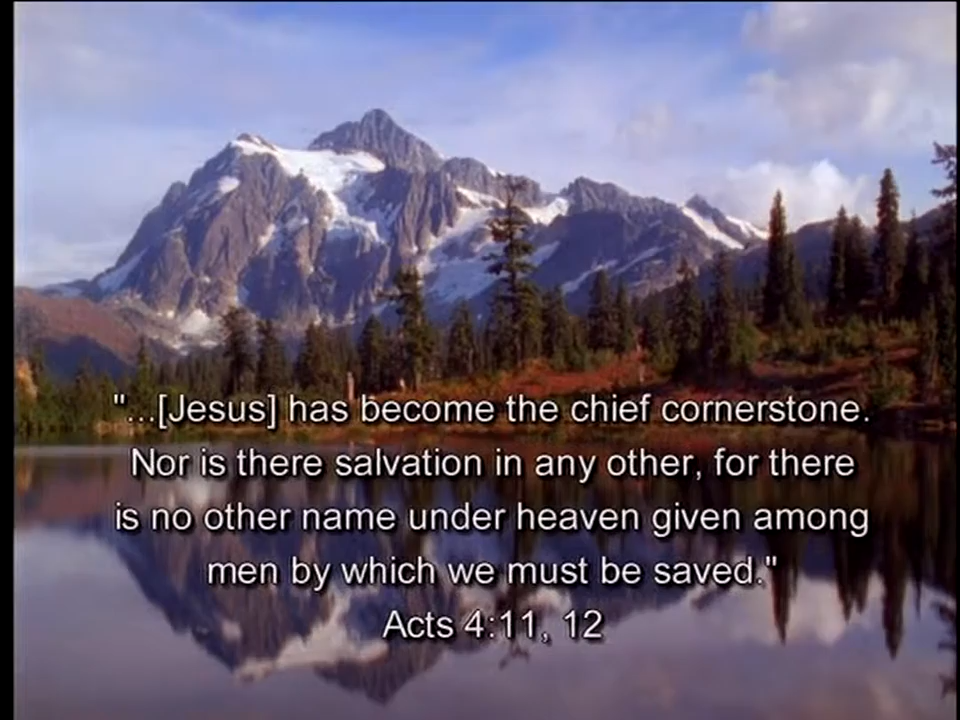 "...[Jesus] has become the chief cornerstone.
Nor is there salvation in any other, for there
is no other name under heaven given among
men by which we must be saved."
Acts 4:11, 12